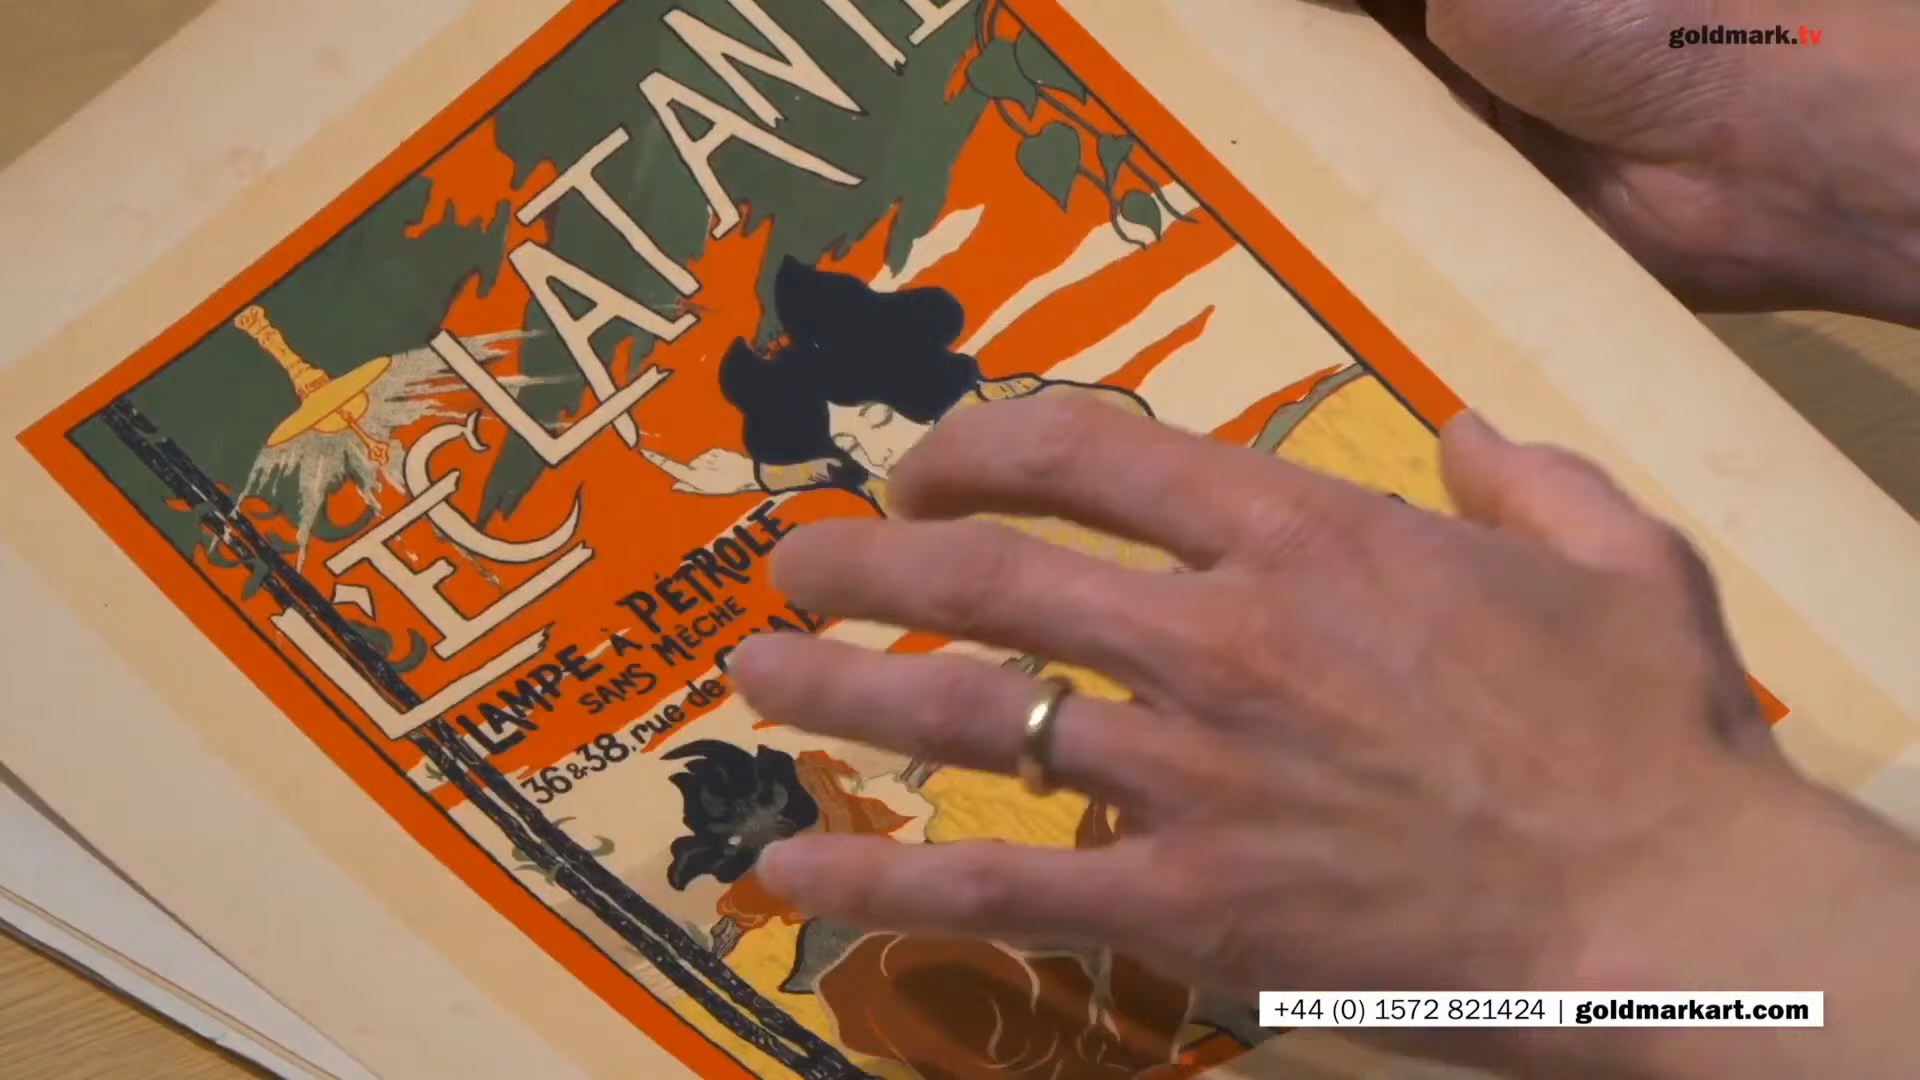 goldmark.tv
L'ECLATANTE
LAMPE À PÉTROLE
SANS MÈCHE
36 & 38, rue de
+44 (0) 1572 821424 | goldmarkart.com